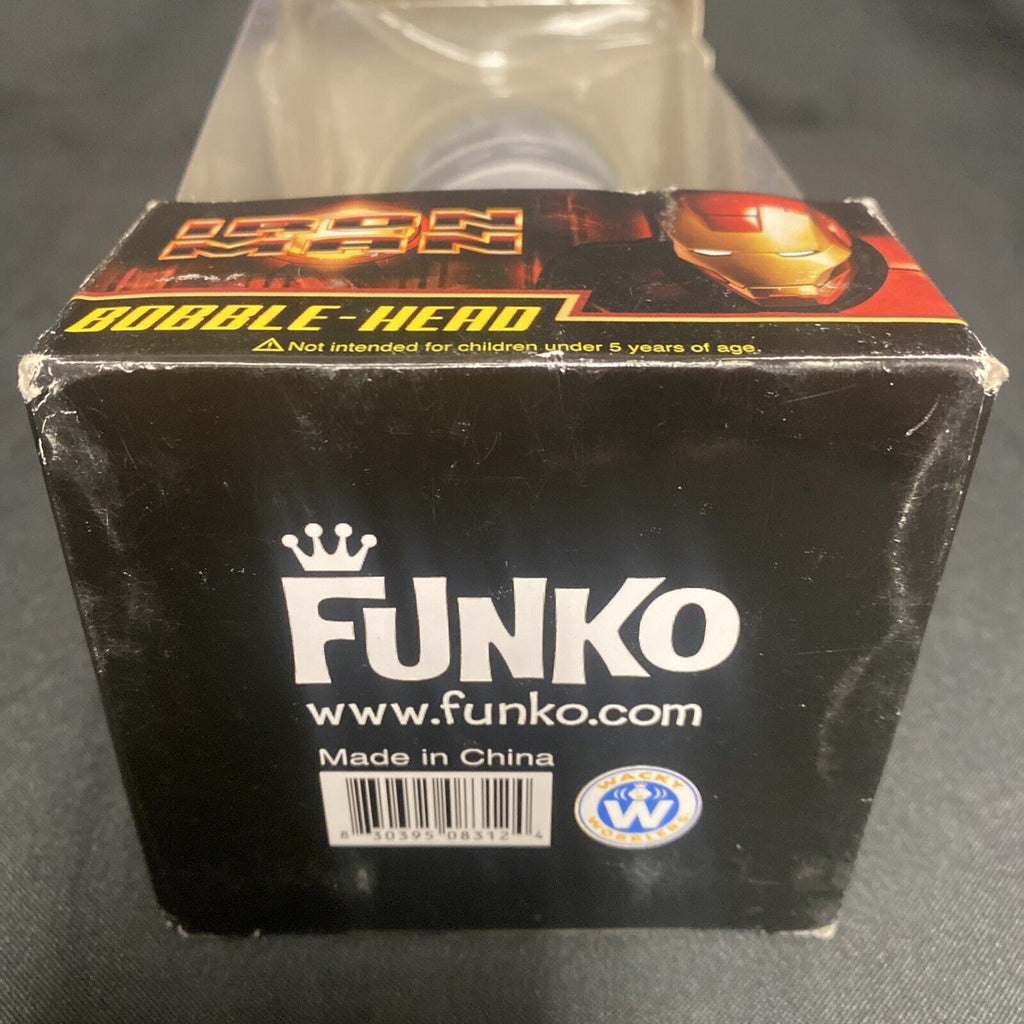 IRON
MAN
BOBBLE-HEAD
⚠ Not intended for children under 5 years of age.
FUNKO
www.funko.com
Made in China
8 30395 08312 4
WACKY
W
WOBBLERS